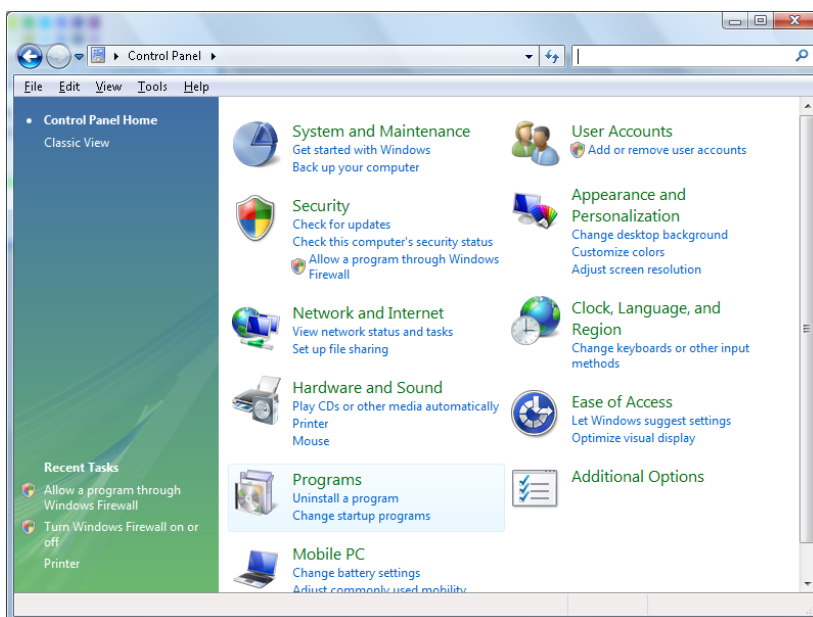 Control Panel
File Edit View Tools Help
Control Panel Home
Classic View
System and Maintenance
Get started with Windows
Back up your computer
Security
Check for updates
Check this computer's security status
Allow a program through Windows
Firewall
Network and Internet
View network status and tasks
Set up file sharing
Hardware and Sound
Play CDs or other media automatically
Printer
Mouse
Programs
Uninstall a program
Change startup programs
Mobile PC
Change battery settings
Adjust commonly used mobility
User Accounts
Add or remove user accounts
Appearance and
Personalization
Change desktop background
Customize colors
Adjust screen resolution
Clock, Language, and
Region
Change keyboards or other input
methods
Ease of Access
Let Windows suggest settings
Optimize visual display
Additional Options
Recent Tasks
Allow a program through
Windows Firewall
Turn Windows Firewall on or
off
Printer